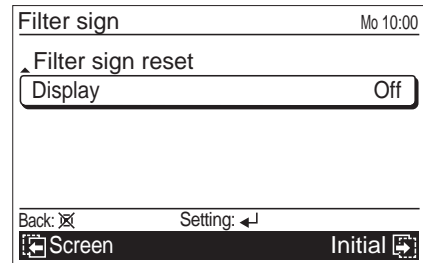 Filter sign Mo 10:00
Filter sign reset
Display Off
Back: Setting:
Screen Initial